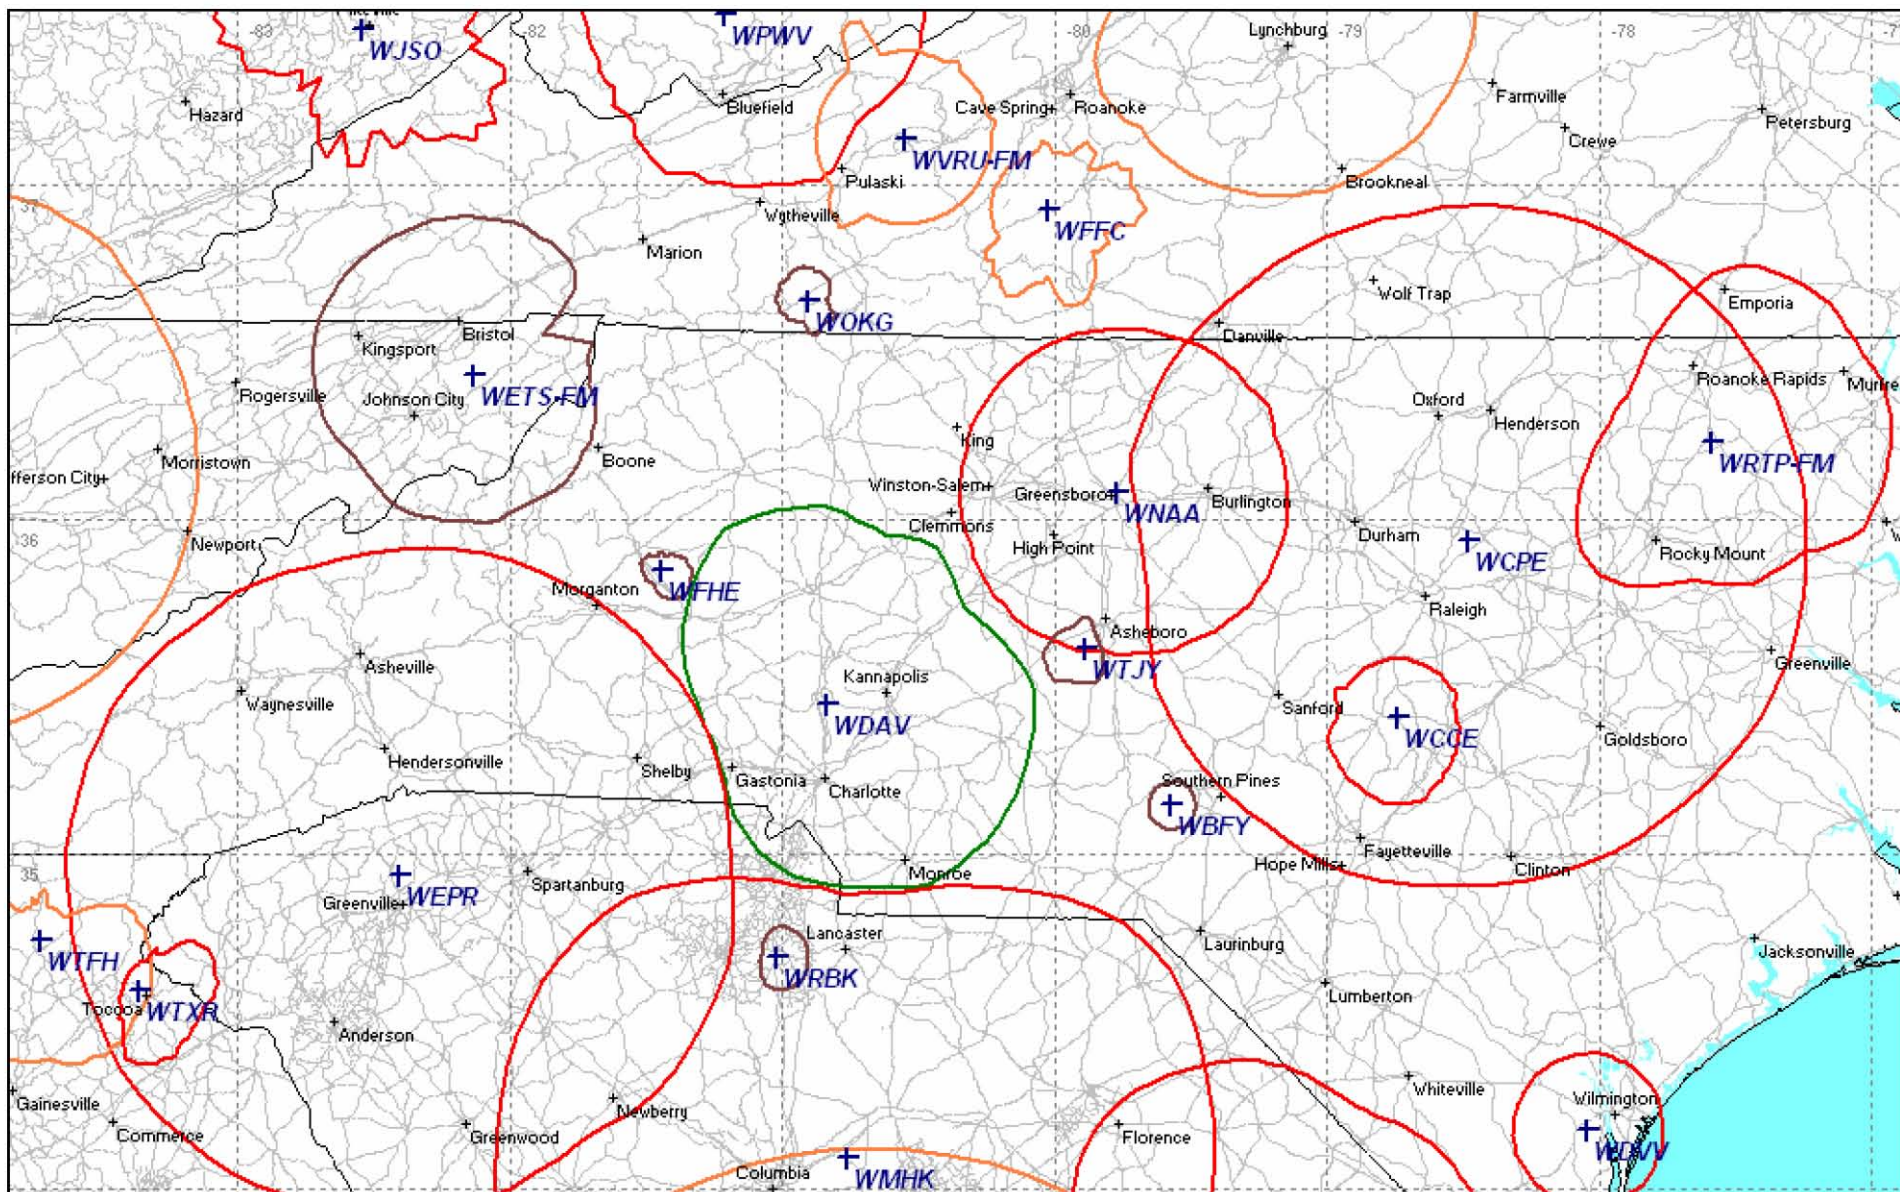 -83
-82
-80
-79
-78
WJSO
WPWV
Lynchburg
Hazard
Bluefield
Cave Spring
Roanoke
Farmville
Petersburg
Crewe
WVRU-FM
Pulaski
Brookneal
37
Wytheville
WFFC
Marion
Wolf Trap
Emporia
WOKG
Bristol
Danville
Kingsport
Roanoke Rapids
Rogersville
WETS-FM
Johnson City
Oxford
Henderson
King
WRTP-FM
Boone
Morristown
fferson City
Winston-Salem
Greensboro
WNAA
Burlington
Clemmons
Durham
36
Newport
High Point
WCPE
Rocky Mount
WFHE
Morganton
Raleigh
Asheboro
Asheville
WTJY
Greenville
Kannapolis
Waynesville
Sanford
WDAV
WCCE
Goldsboro
Hendersonville
Shelby
Gastonia
Charlotte
Southern Pines
WBFY
Fayetteville
Hope Mills
Clinton
35
Monroe
WEPR
Spartanburg
Greenville
Lancaster
Laurinburg
Jacksonville
WTFH
WRBK
Lumberton
Toccoa
WTXR
Anderson
Whiteville
Gainesville
Wilmington
Newberry
Commerce
Greenwood
Florence
WDVV
Columbia
WMHK